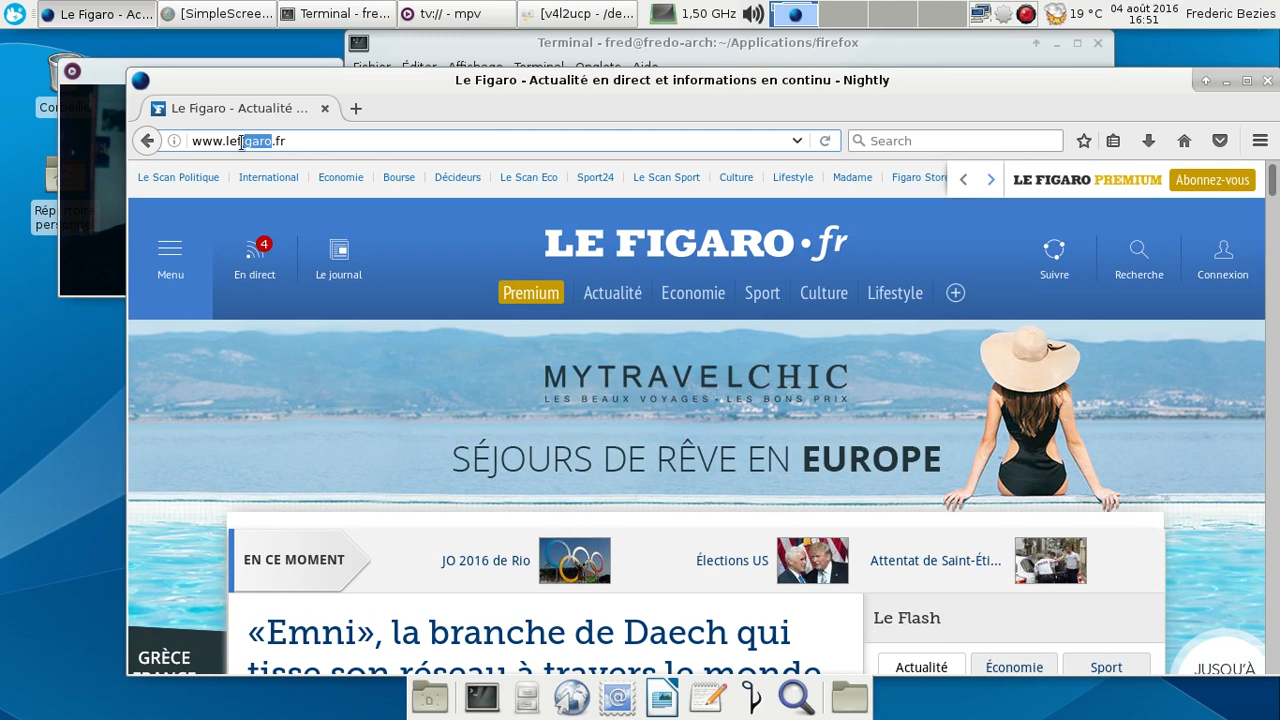 Le Figaro - Ac...
[SimpleScree...
Terminal - fre...
tv:// - mpv
[v4l2ucp - /de...
1,50 GHz
19 °C
04 août 2016
16:51
Frederic Bezies
Terminal - fred@fredo-arch:~/Applications/firefox
Fichier Éditer Affichage Terminal Onglets Aide
Le Figaro - Actualité en direct et informations en continu - Nightly
Le Figaro - Actualité ...
www.lefigaro.fr
Search
Le Scan Politique International Economie Bourse Décideurs Le Scan Eco Sport24 Le Scan Sport Culture Lifestyle Madame Figaro Store
LE FIGARO PREMIUM Abonnez-vous
LE FIGARO•fr
4
Menu En direct Le journal
Suivre Recherche Connexion
Premium Actualité Economie Sport Culture Lifestyle
MYTRAVELCHIC
LES BEAUX VOYAGES • LES BONS PRIX
SÉJOURS DE RÊVE EN EUROPE
EN CE MOMENT JO 2016 de Rio Élections US Attentat de Saint-Éti...
«Emni», la branche de Daech qui
tisse son réseau à travers le monde
Le Flash
Actualité Économie Sport
GRÈCE
JUSQU'À